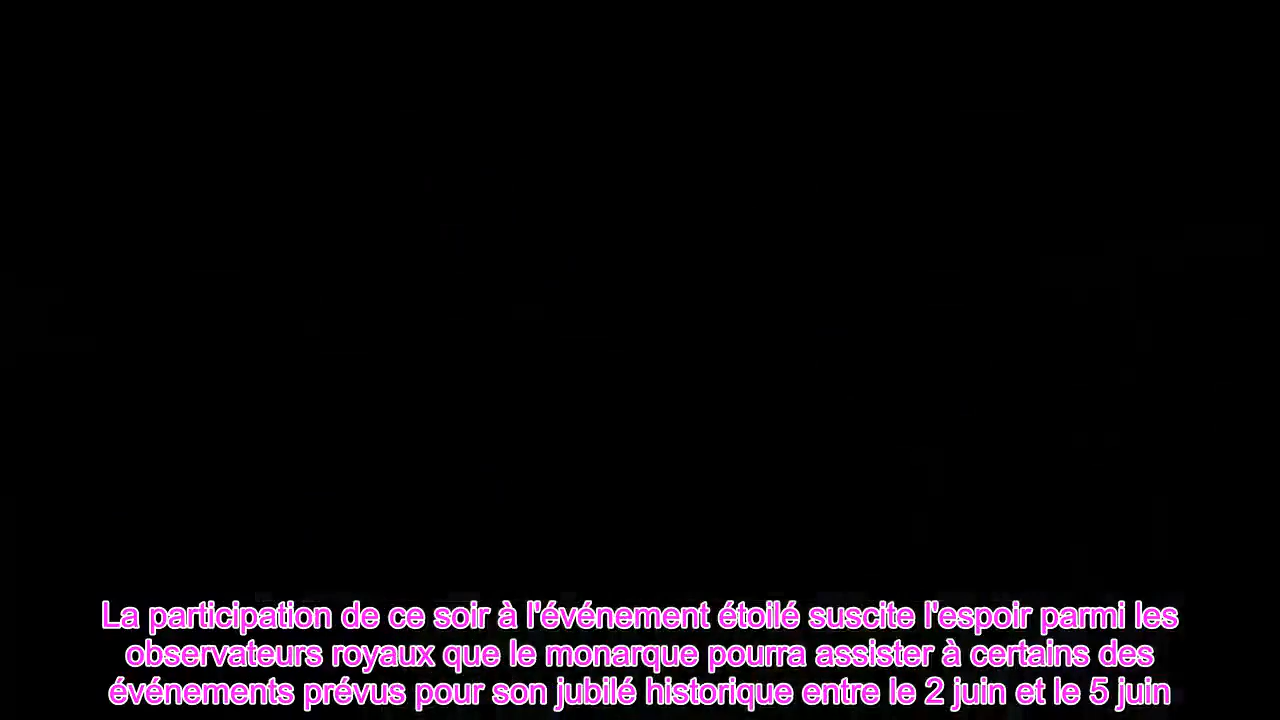 La participation de ce soir à l'événement étoilé suscite l'espoir parmi les
observateurs royaux que le monarque pourra assister à certains des
événements prévus pour son jubilé historique entre le 2 juin et le 5 juin